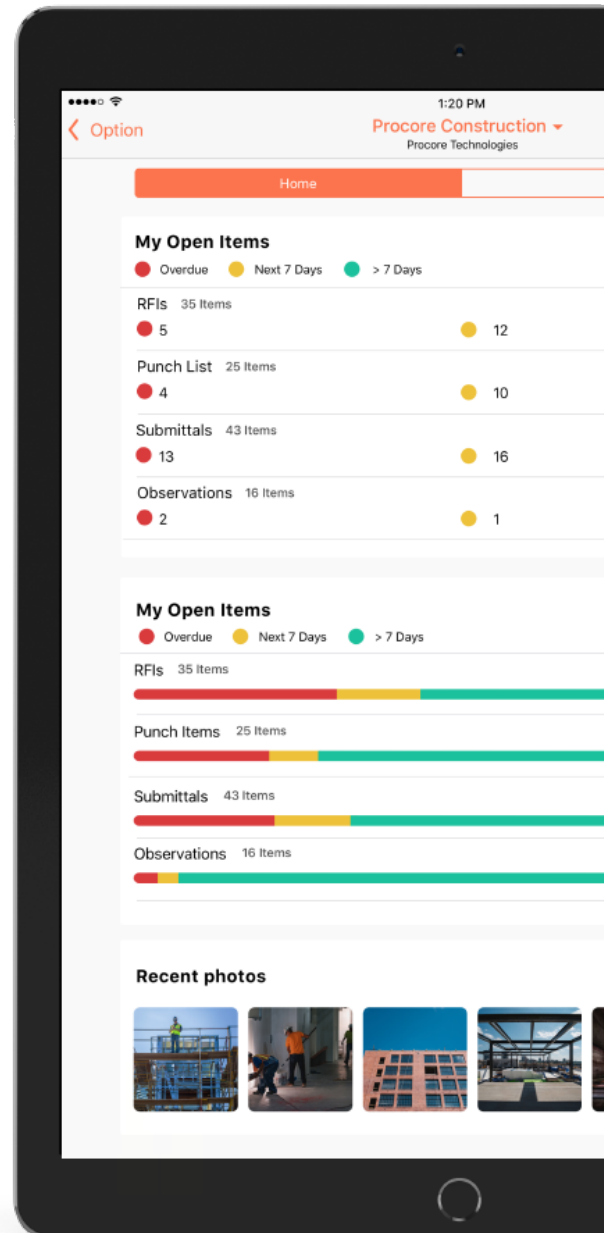 1:20 PM
Option
Procore Construction
Procore Technologies
Home
My Open Items
Overdue Next 7 Days > 7 Days
RFIs 35 Items
5 12
Punch List 25 Items
4 10
Submittals 43 Items
13 16
Observations 16 Items
2 1
My Open Items
Overdue Next 7 Days > 7 Days
RFIs 35 Items
Punch Items 25 Items
Submittals 43 Items
Observations 16 Items
Recent photos